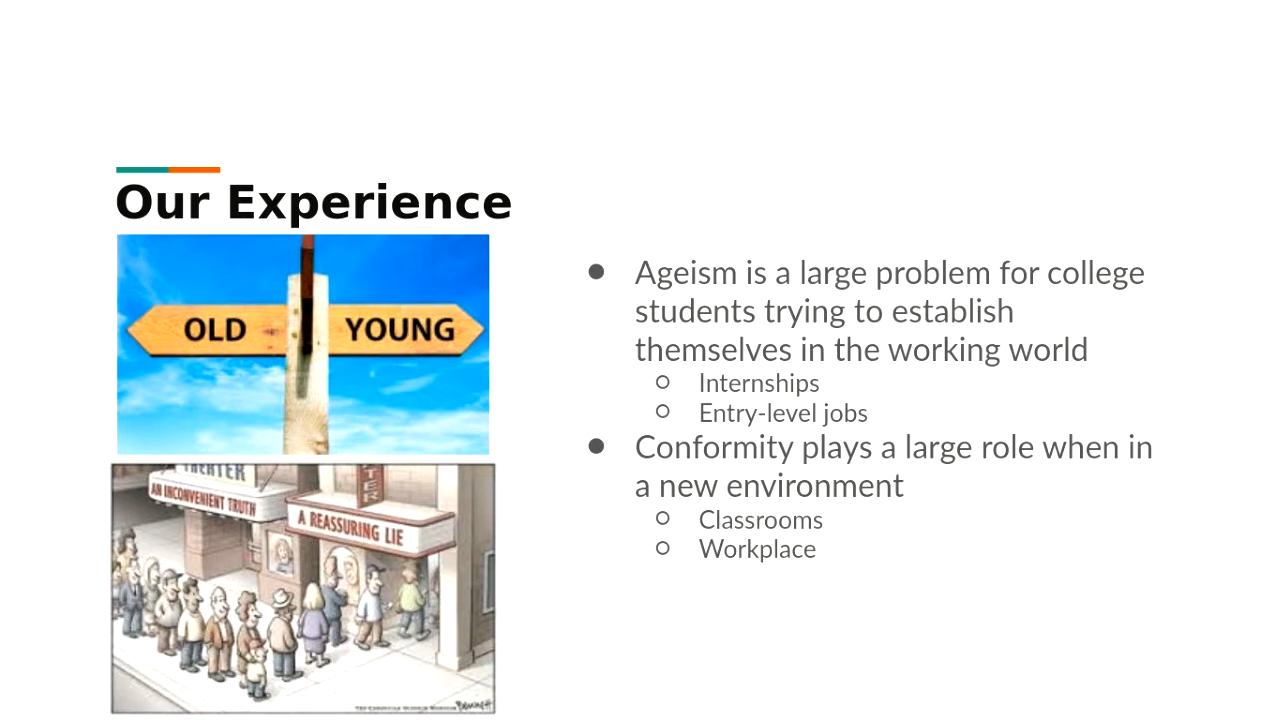 Our Experience
OLD
YOUNG
THEATER
AN INCONVENIENT TRUTH
TER
A REASSURING LIE
● Ageism is a large problem for college
students trying to establish
themselves in the working world
○ Internships
○ Entry-level jobs
● Conformity plays a large role when in
a new environment
○ Classrooms
○ Workplace